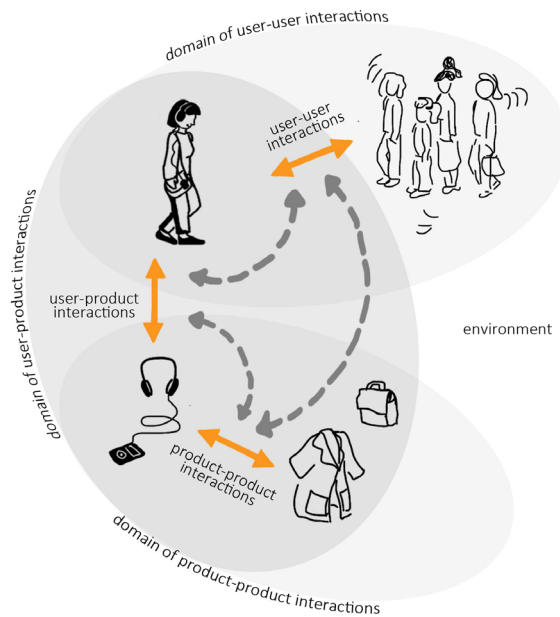 domain of user-user interactions
user-user
interactions
domain of user-product interactions
user-product
interactions
environment
product-product
interactions
domain of product-product interactions